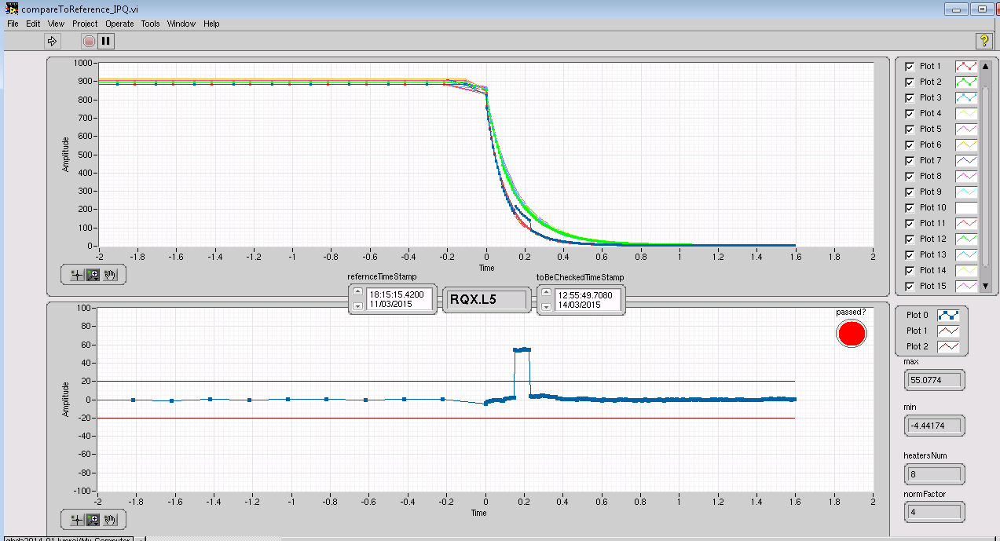 compareToReference_IPQ.vi
File Edit View Project Operate Tools Window Help
?
1000
900
800
700
600
500
400
300
200
100
0
Amplitude
-2 -1.8 -1.6 -1.4 -1.2 -1 -0.8 -0.6 -0.4 -0.2 0 0.2 0.4 0.6 0.8 1 1.2 1.4 1.6 1.8 2
Time
Plot 1
Plot 2
Plot 3
Plot 4
Plot 5
Plot 6
Plot 7
Plot 8
Plot 9
Plot 10
Plot 11
Plot 12
Plot 13
Plot 14
Plot 15
refernceTimeStamp
18:15:15.4200
11/03/2015
RQX.L5
toBeCheckedTimeStamp
12:55:49.7080
14/03/2015
100
80
60
40
20
0
-20
-40
-60
-80
-100
Amplitude
-2 -1.8 -1.6 -1.4 -1.2 -1 -0.8 -0.6 -0.4 -0.2 0 0.2 0.4 0.6 0.8 1 1.2 1.4 1.6 1.8 2
Time
passed?
Plot 0
Plot 1
Plot 2
max
55.0774
min
-4.44174
heatersNum
8
normFactor
4